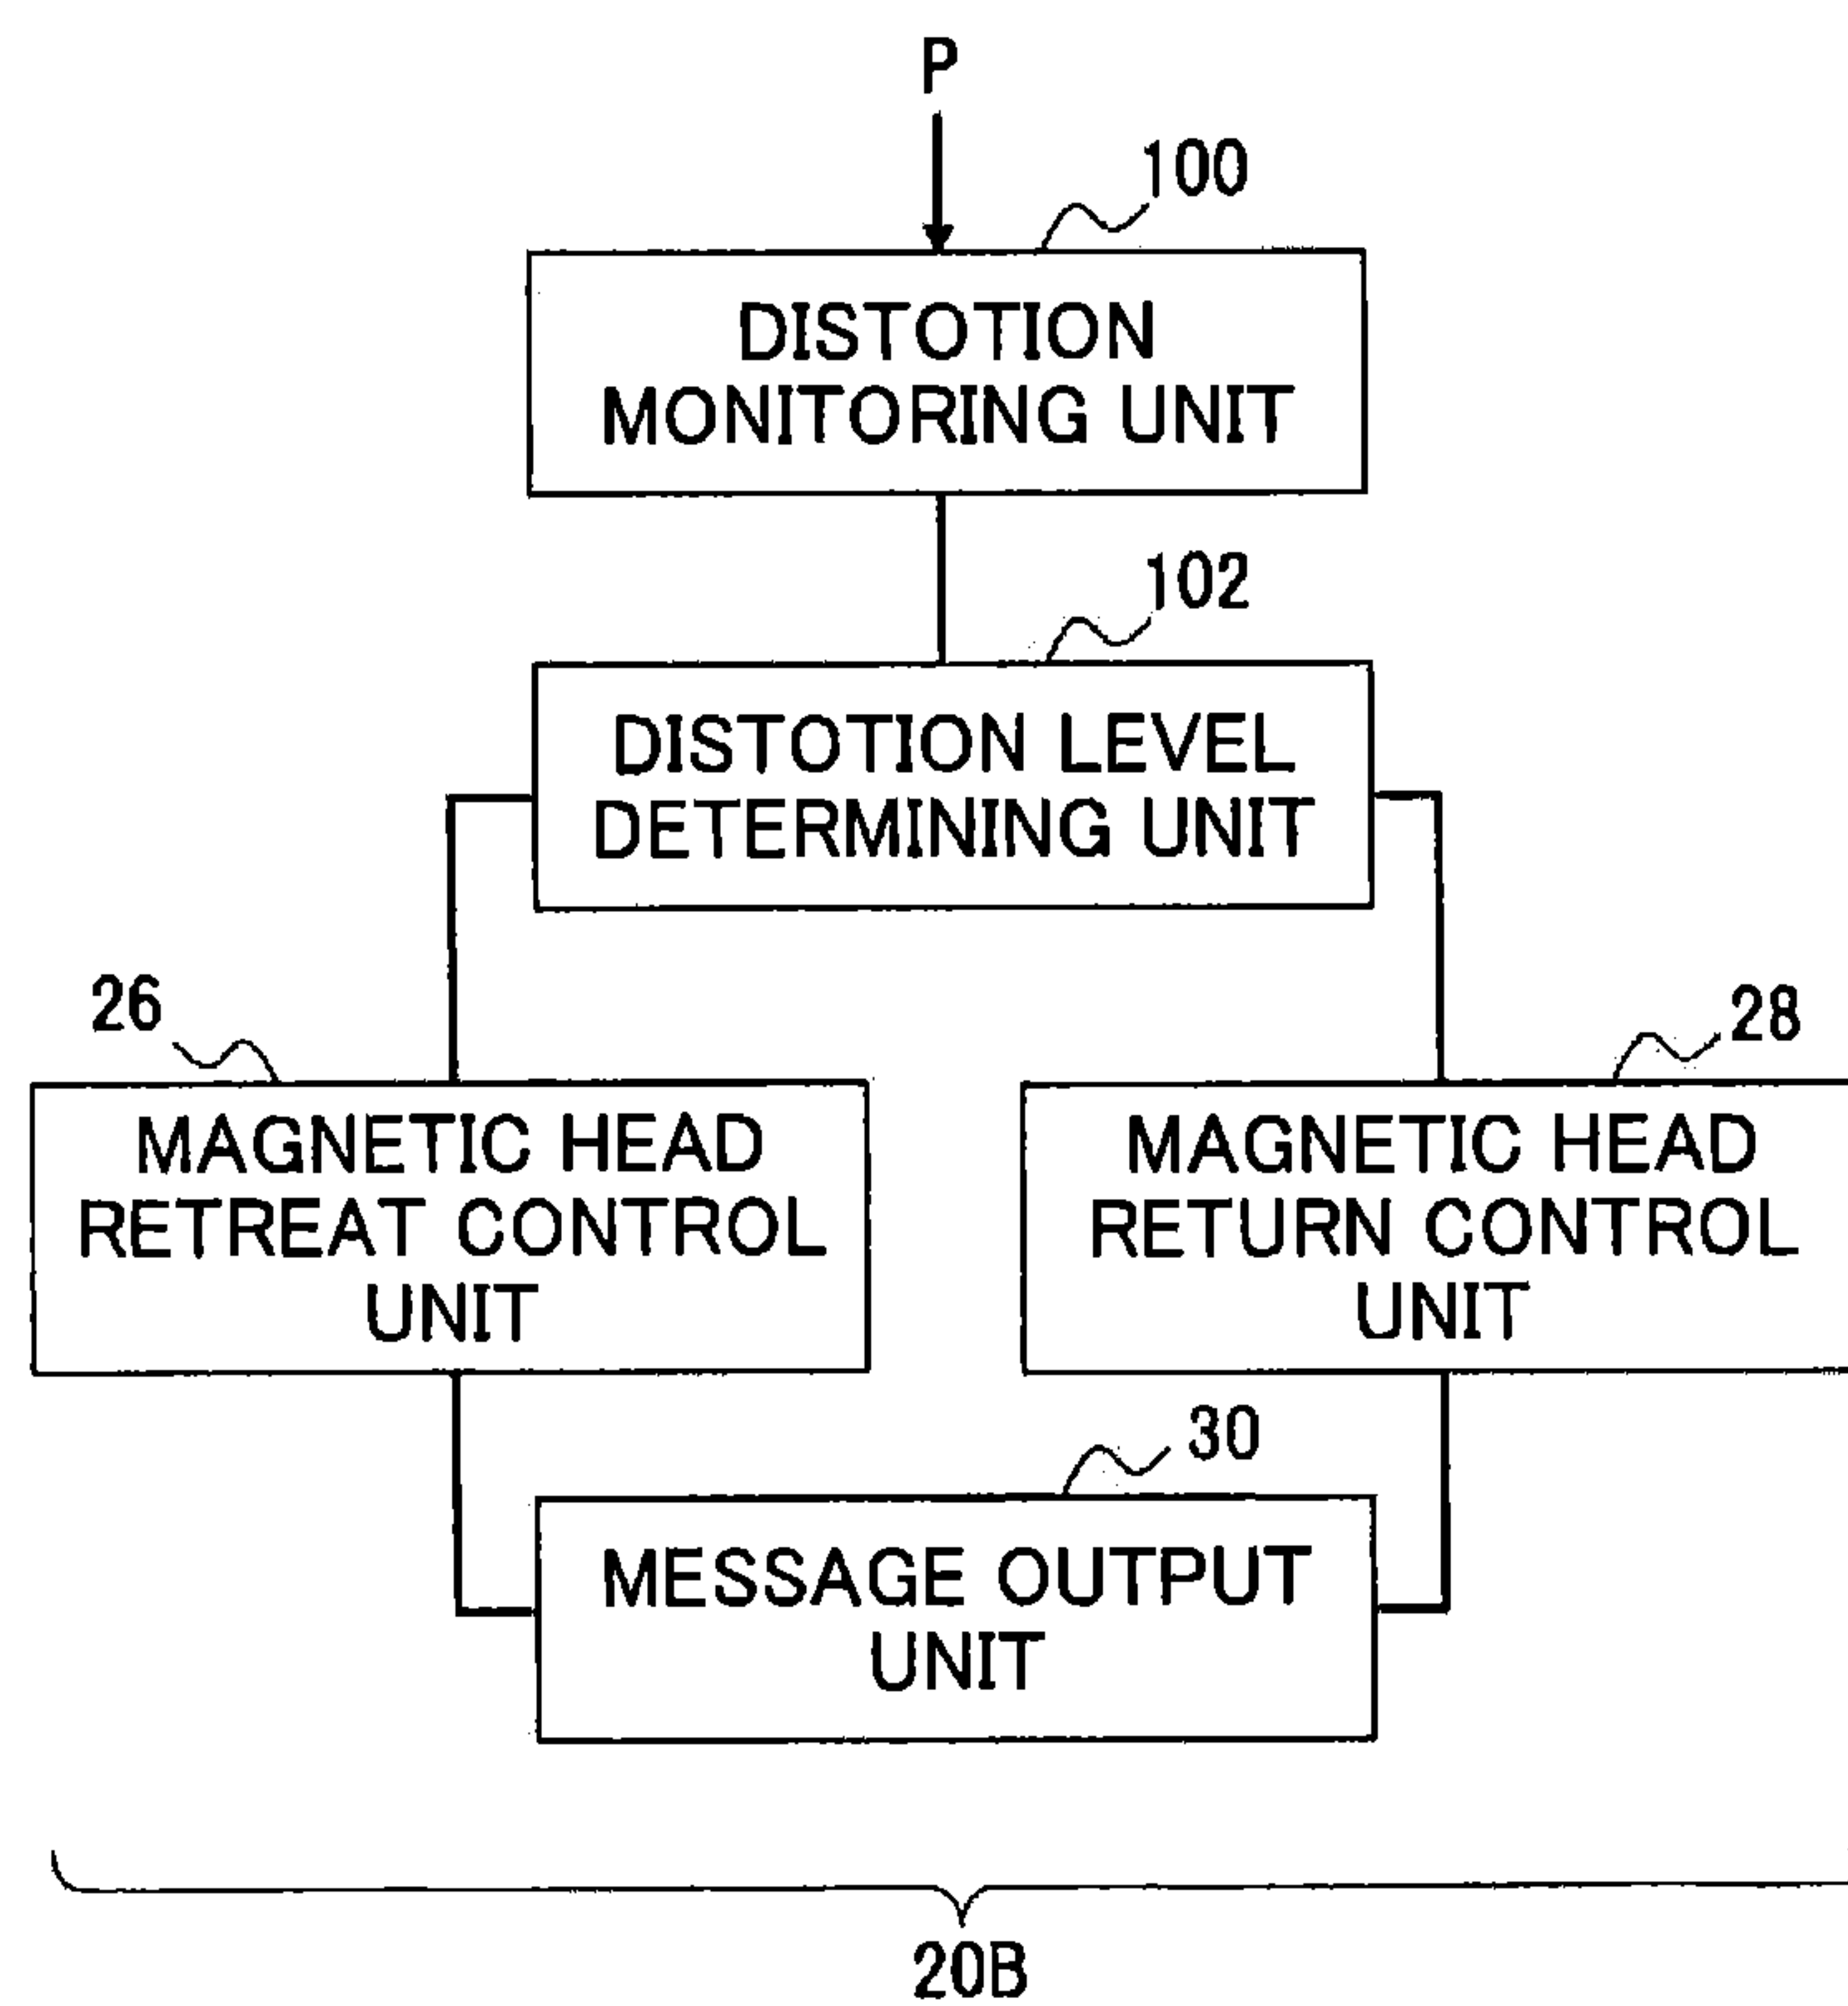 P
100
DISTOTION
MONITORING UNIT
102
DISTOTION LEVEL
DETERMINING UNIT
26
MAGNETIC HEAD
RETREAT CONTROL
UNIT
28
MAGNETIC HEAD
RETURN CONTROL
UNIT
30
MESSAGE OUTPUT
UNIT
20B